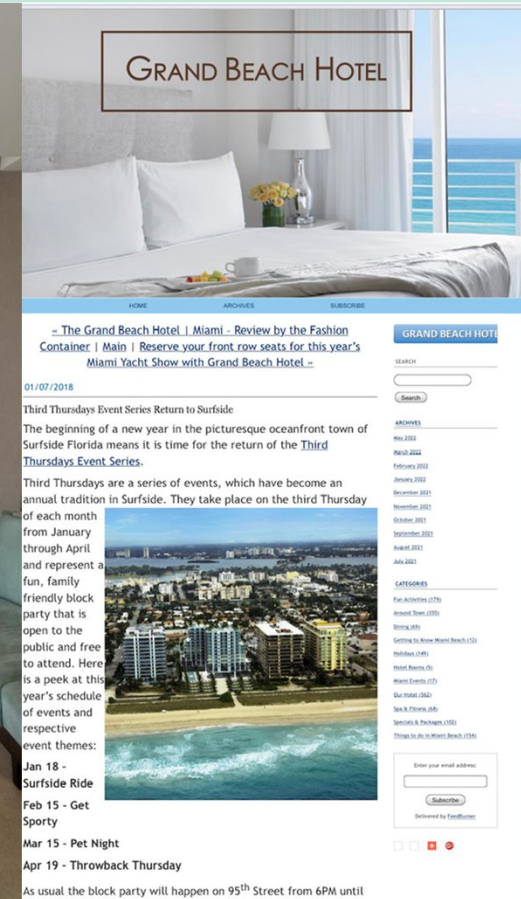 GRAND BEACH HOTEL
HOME ARCHIVES SUBSCRIBE
« The Grand Beach Hotel | Miami - Review by the Fashion
Container | Main | Reserve your front row seats for this year's
Miami Yacht Show with Grand Beach Hotel »
01/07/2018
Third Thursdays Event Series Return to Surfside
The beginning of a new year in the picturesque oceanfront town of
Surfside Florida means it is time for the return of the Third
Thursdays Event Series.
Third Thursdays are a series of events, which have become an
annual tradition in Surfside. They take place on the third Thursday
of each month
from January
through April
and represent a
fun, family
friendly block
party that is
open to the
public and free
to attend. Here
is a peek at this
year's schedule
of events and
respective
event themes:
Jan 18 -
Surfside Ride
Feb 15 - Get
Sporty
Mar 15 - Pet Night
Apr 19 - Throwback Thursday
As usual the block party will happen on 95th Street from 6PM until
GRAND BEACH HOTE
SEARCH
Search
ARCHIVES
May 2022
March 2022
February 2022
January 2022
December 2021
November 2021
October 2021
September 2021
August 2021
July 2021
CATEGORIES
Fun Activities (179)
Around Town (355)
Dining (69)
Getting to Know Miami Beach (12)
Holidays (149)
Hotel Rooms (5)
Miami Events (17)
Our Hotel (562)
Spa & Fitness (68)
Specials & Packages (102)
Things to do in Miami Beach (154)
Enter your email address:
Subscribe
Delivered by FeedBurner